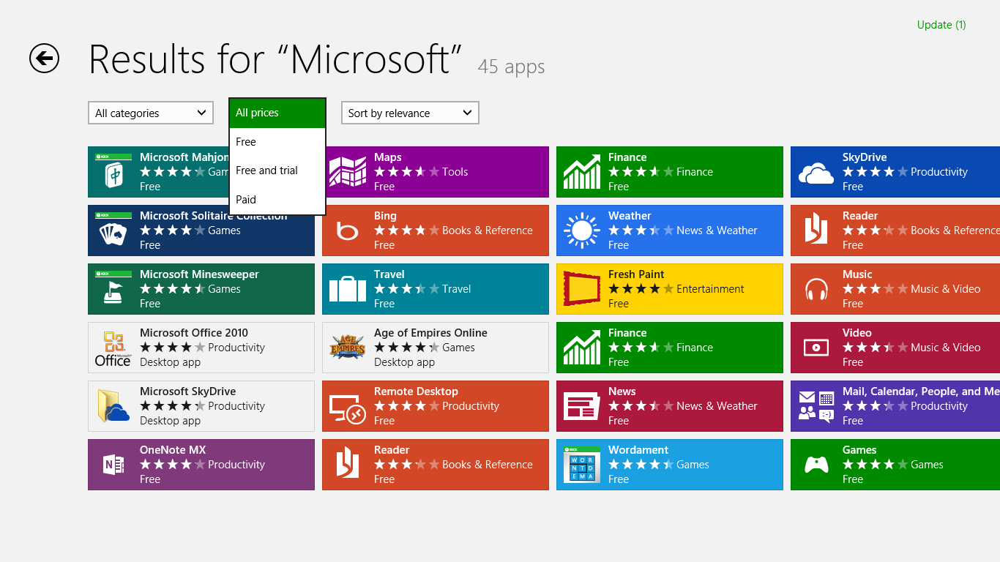 Update (1)
Results for “Microsoft” 45 apps
All categories
All prices
Free
Free and trial
Paid
Sort by relevance
Microsoft Mahjon
Gam
Free
Microsoft Solitaire Collection
Games
Free
XBOX
Microsoft Minesweeper
Games
Free
Office
Microsoft Office 2010
Productivity
Desktop app
Microsoft SkyDrive
Productivity
Desktop app
N
OneNote MX
Productivity
Free
Maps
Tools
Free
b
Bing
Books & Reference
Free
Travel
Travel
Free
AGE OF
EMPIRES
Age of Empires Online
Games
Desktop app
Remote Desktop
Productivity
Free
Reader
Books & Reference
Free
Finance
Finance
Free
Weather
News & Weather
Free
Fresh Paint
Entertainment
Free
Finance
Finance
Free
News
News & Weather
Free
XBOX
W O R
N T D
E M A
Wordament
Games
Free
SkyDrive
Productivity
Free
Reader
Books & Reference
Free
Music
Music & Video
Free
Video
Music & Video
Free
Mail, Calendar, People, and Me
Productivity
Free
Games
Games
Free